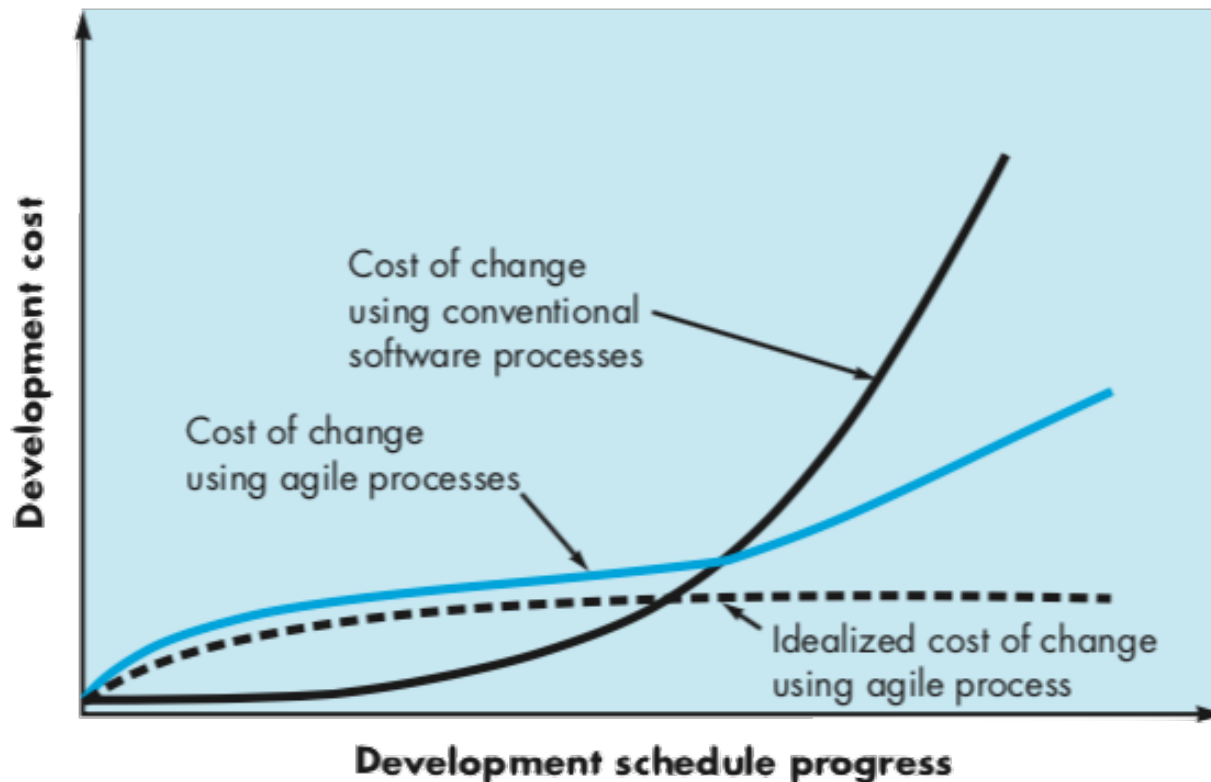 Development cost
Cost of change
using conventional
software processes
Cost of change
using agile processes
Idealized cost of change
using agile process
Development schedule progress